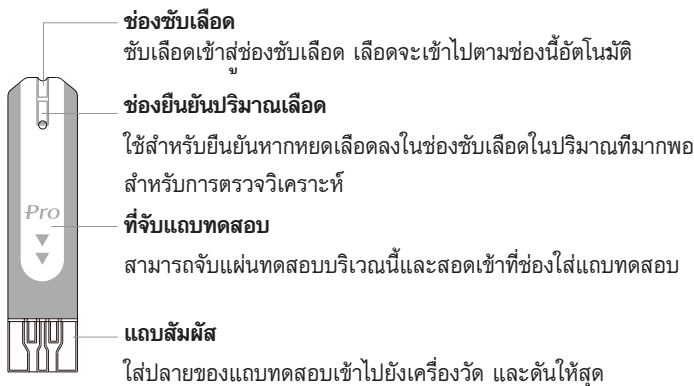 ช่องซับเลือด
ซับเลือดเข้าสู่ช่องซับเลือด เลือดจะเข้าไปตามช่องนี้อัตโนมัติ
ช่องยืนยันปริมาณเลือด
ใช้สำหรับยืนยันหากหยดเลือดลงในช่องซับเลือดในปริมาณที่มากพอ
สำหรับการตรวจวิเคราะห์
Pro
ที่จับแถบทดสอบ
สามารถจับแผ่นทดสอบบริเวณนี้และสอดเข้าที่ช่องใส่แถบทดสอบ
แถบสัมผัส
ใส่ปลายของแถบทดสอบเข้าไปยังเครื่องวัด และดันให้สุด